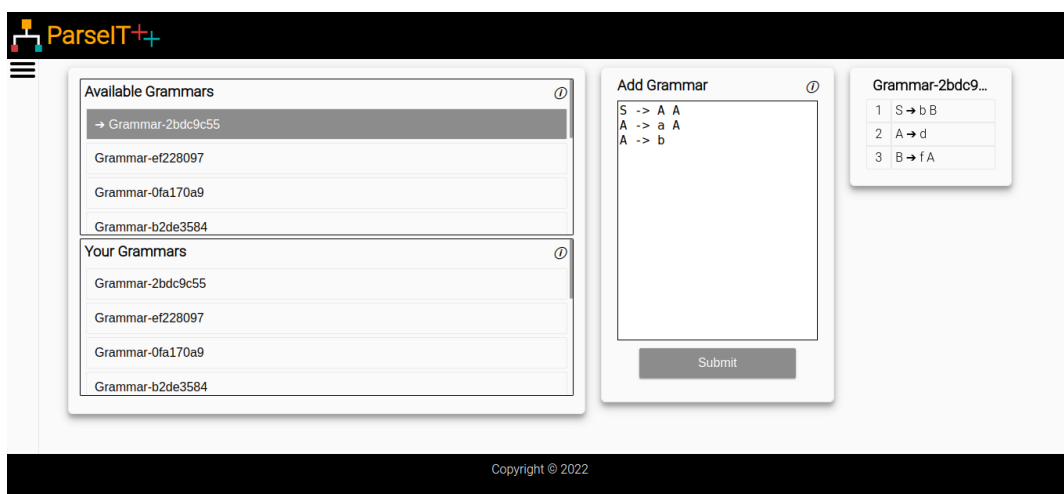 ParseIT++
Available Grammars
➔ Grammar-2bdc9c55
Grammar-ef228097
Grammar-0fa170a9
Grammar-b2de3584
Your Grammars
Grammar-2bdc9c55
Grammar-ef228097
Grammar-0fa170a9
Grammar-b2de3584
Add Grammar
S -> A A
A -> a A
A -> b
Submit
Grammar-2bdc9...
1 S ➔ b B
2 A ➔ d
3 B ➔ f A
Copyright © 2022